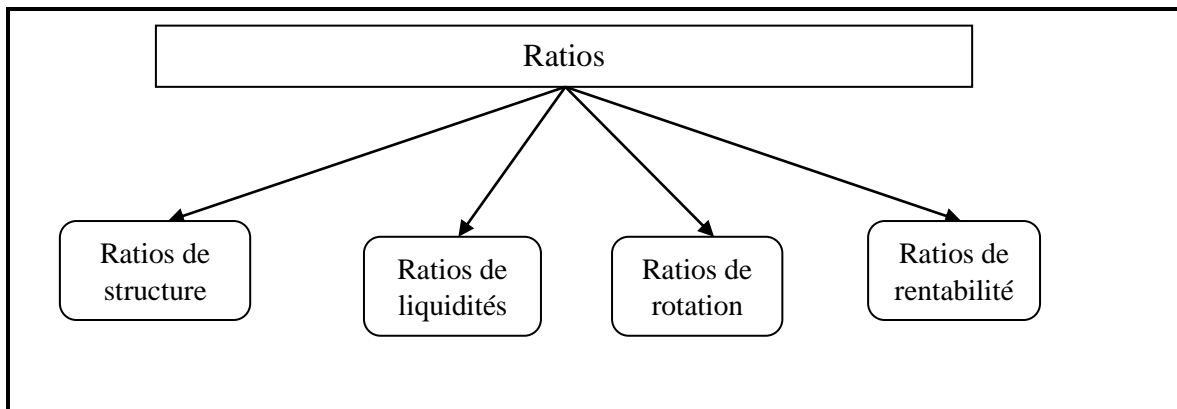 Ratios
Ratios de
structure
Ratios de
liquidités
Ratios de
rotation
Ratios de
rentabilité